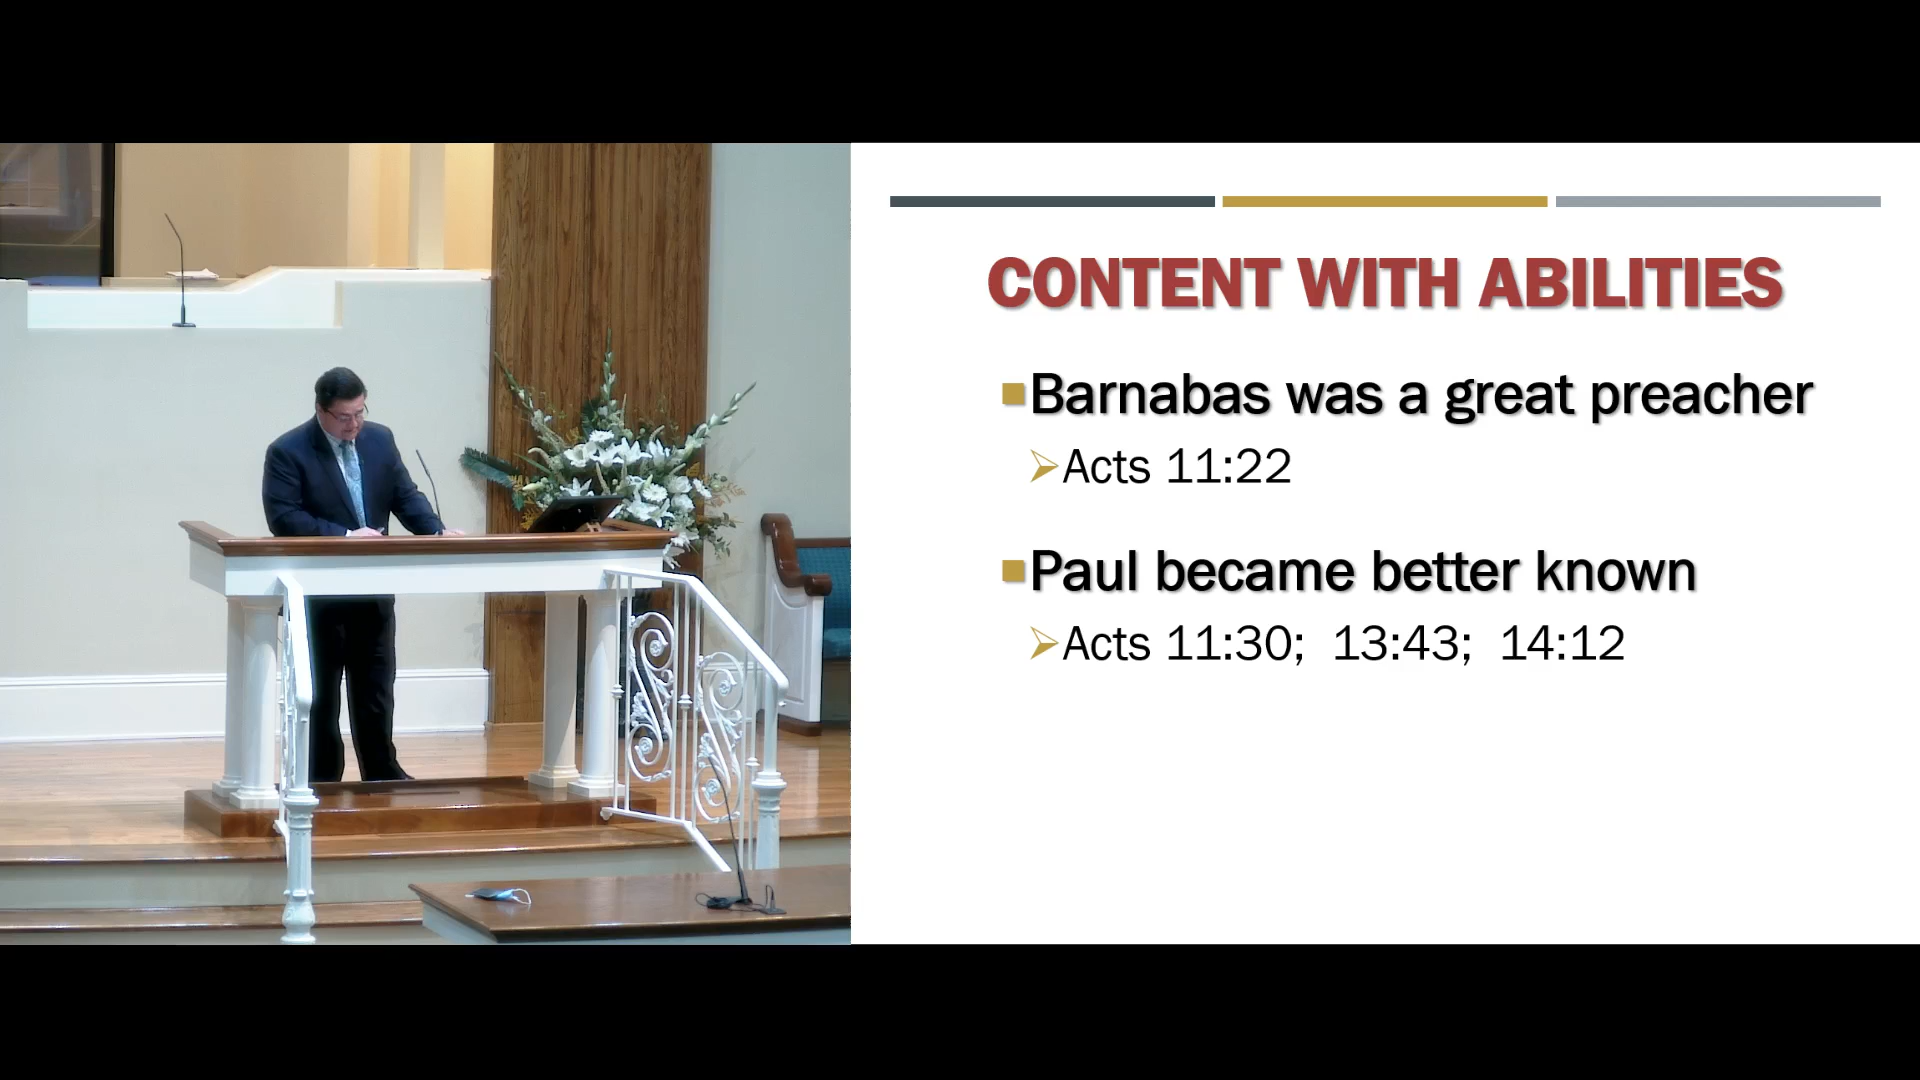 CONTENT WITH ABILITIES
Barnabas was a great preacher
Acts 11:22
Paul became better known
Acts 11:30; 13:43; 14:12